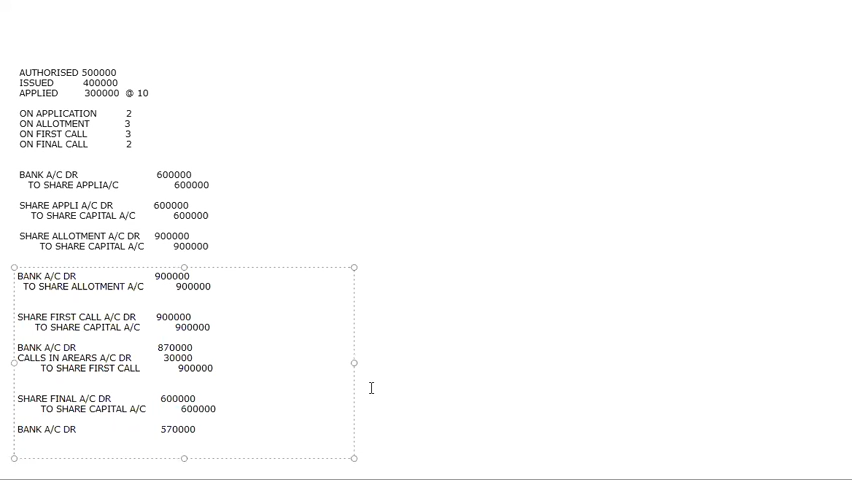 AUTHORISED 500000
ISSUED 400000
APPLIED 300000 @ 10
ON APPLICATION 2
ON ALLOTMENT 3
ON FIRST CALL 3
ON FINAL CALL 2
BANK A/C DR 600000
TO SHARE APPLIA/C 600000
SHARE APPLI A/C DR 600000
TO SHARE CAPITAL A/C 600000
SHARE ALLOTMENT A/C DR 900000
TO SHARE CAPITAL A/C 900000
BANK A/C DR 900000
TO SHARE ALLOTMENT A/C 900000
SHARE FIRST CALL A/C DR 900000
TO SHARE CAPITAL A/C 900000
BANK A/C DR 870000
CALLS IN AREARS A/C DR 30000
TO SHARE FIRST CALL 900000
SHARE FINAL A/C DR 600000
TO SHARE CAPITAL A/C 600000
BANK A/C DR 570000